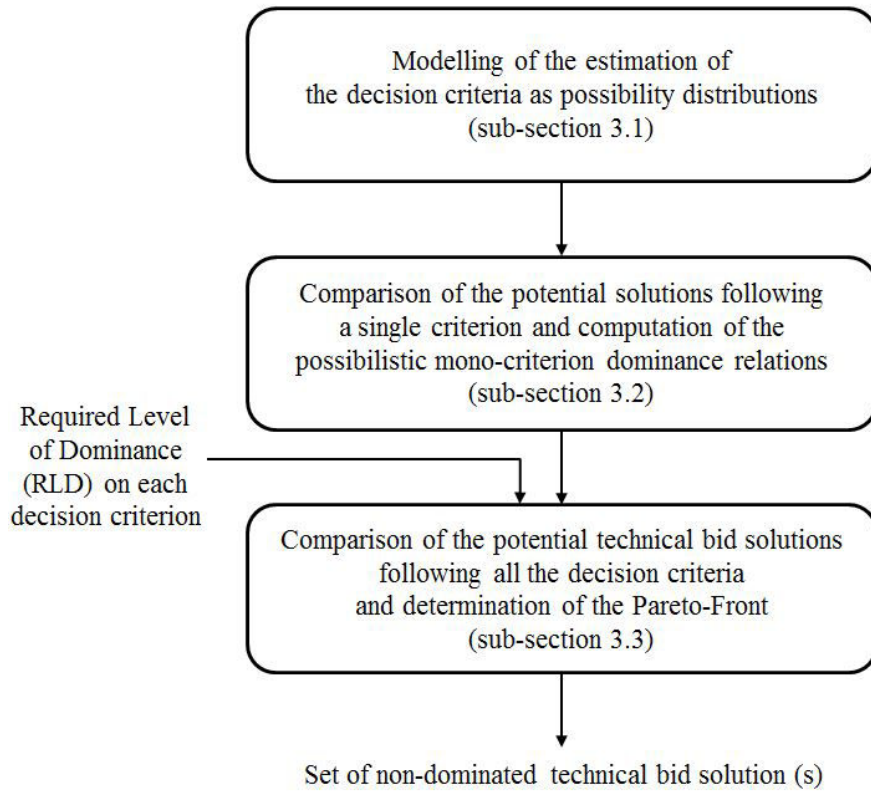 Modelling of the estimation of
the decision criteria as possibility distributions
(sub-section 3.1)
Comparison of the potential solutions following
a single criterion and computation of the
possibilistic mono-criterion dominance relations
(sub-section 3.2)
Required Level
of Dominance
(RLD) on each
decision criterion
Comparison of the potential technical bid solutions
following all the decision criteria
and determination of the Pareto-Front
(sub-section 3.3)
Set of non-dominated technical bid solution (s)